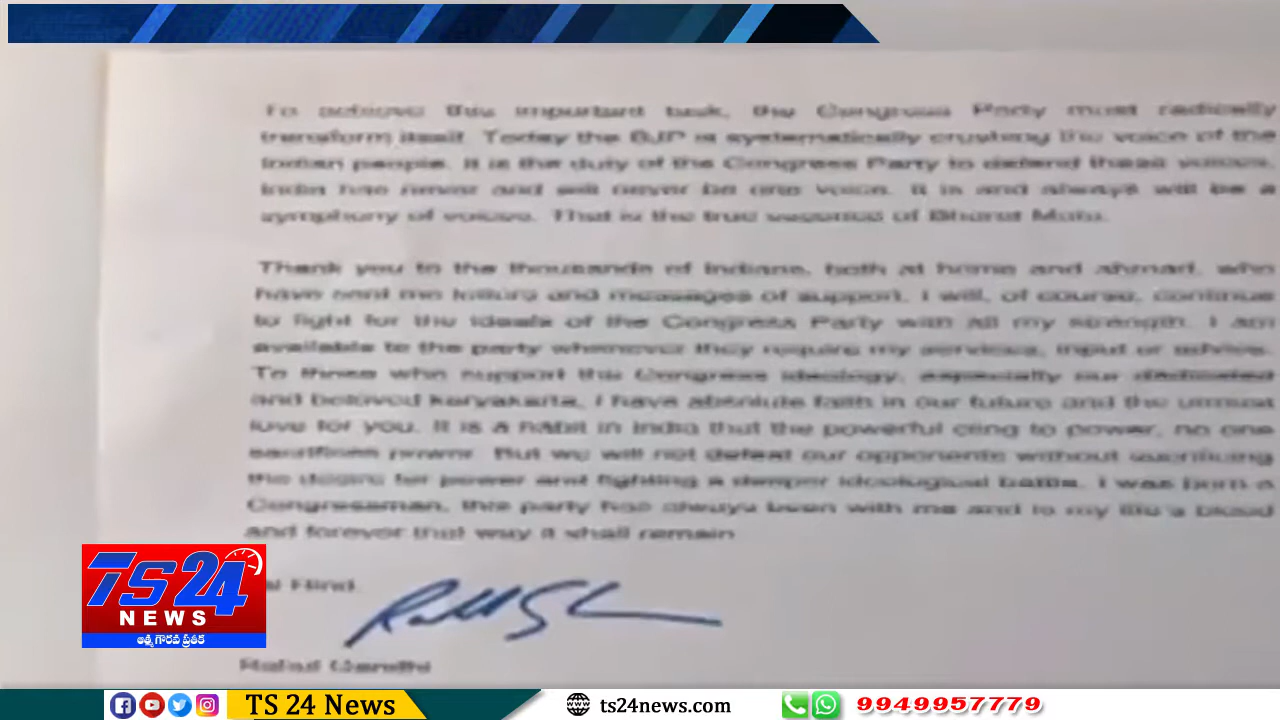 To achieve this important task, the Congress Party must radically
transform itself. Today the BJP is systematically crushing the voice of the
Indian people. It is the duty of the Congress Party to defend these voices.
India has never and will never be one voice. It is and always will be a
symphony of voices. That is the true essence of Bharat Mata.
Thank you to the thousands of Indians, both at home and abroad, who
have sent me letters and messages of support. I will, of course, continue
to fight for the ideals of the Congress Party with all my strength. I am
available to the party whenever they require my services, input or advice.
To those who support the Congress ideology, especially our dedicated
and beloved karyakarta, I have absolute faith in our future and the utmost
love for you. It is a habit in India that the powerful cling to power, no one
sacrifices power. But we will not defeat our opponents without sacrificing
the desire for power and fighting a deeper ideological battle. I was born a
Congressman, this party has always been with me and is my life's blood
and forever that way it shall remain.
Hind.
Rahul Gandhi
TS 24
NEWS
ఆత్మగౌరవ ప్రతీక
TS 24 News
ts24news.com
9949957779